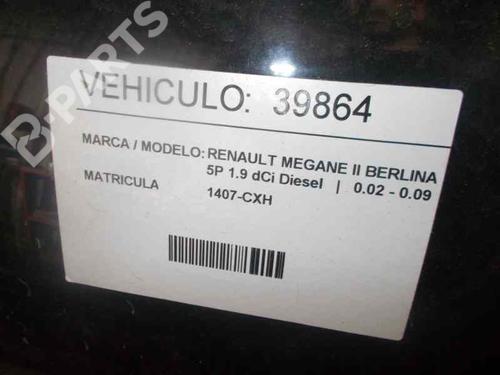 VEHICULO: 39864
MARCA / MODELO: RENAULT MEGANE II BERLINA
5P 1.9 dCi Diesel | 0.02 - 0.09
MATRICULA 1407-CXH
B-PARTS